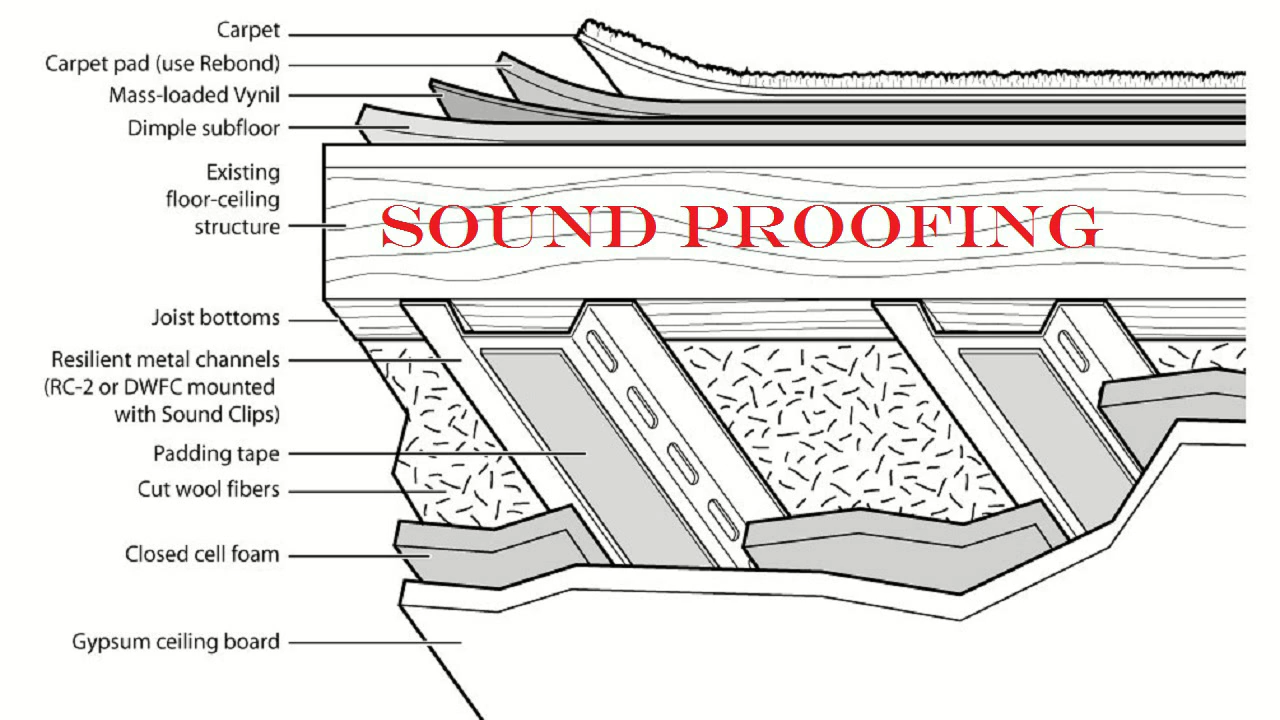 Carpet
Carpet pad (use Rebond)
Mass-loaded Vynil
Dimple subfloor
Existing
floor-ceiling
structure
SOUND PROOFING
Joist bottoms
Resilient metal channels
(RC-2 or DWFC mounted
with Sound Clips)
Padding tape
Cut wool fibers
Closed cell foam
Gypsum ceiling board